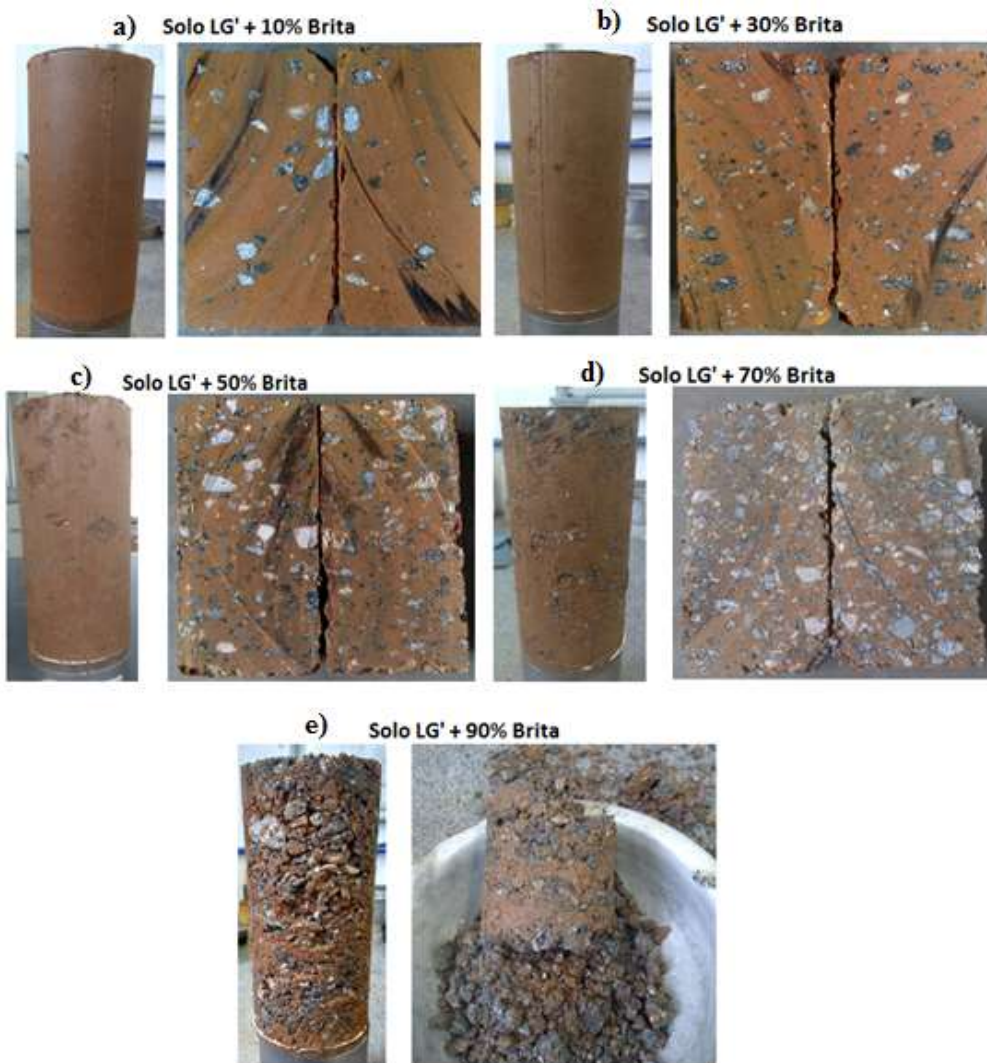 a) Solo LG' + 10% Brita
b) Solo LG' + 30% Brita
c) Solo LG' + 50% Brita
d) Solo LG' + 70% Brita
e) Solo LG' + 90% Brita